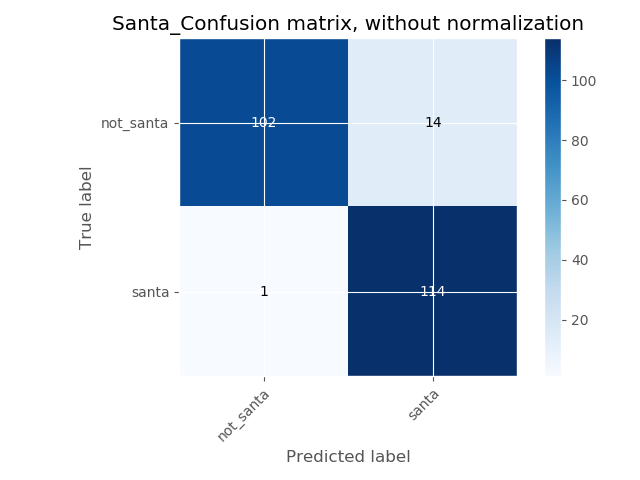 Santa_Confusion matrix, without normalization
True label
not_santa
102
14
santa
1
114
not_santa
santa
Predicted label
100
80
60
40
20